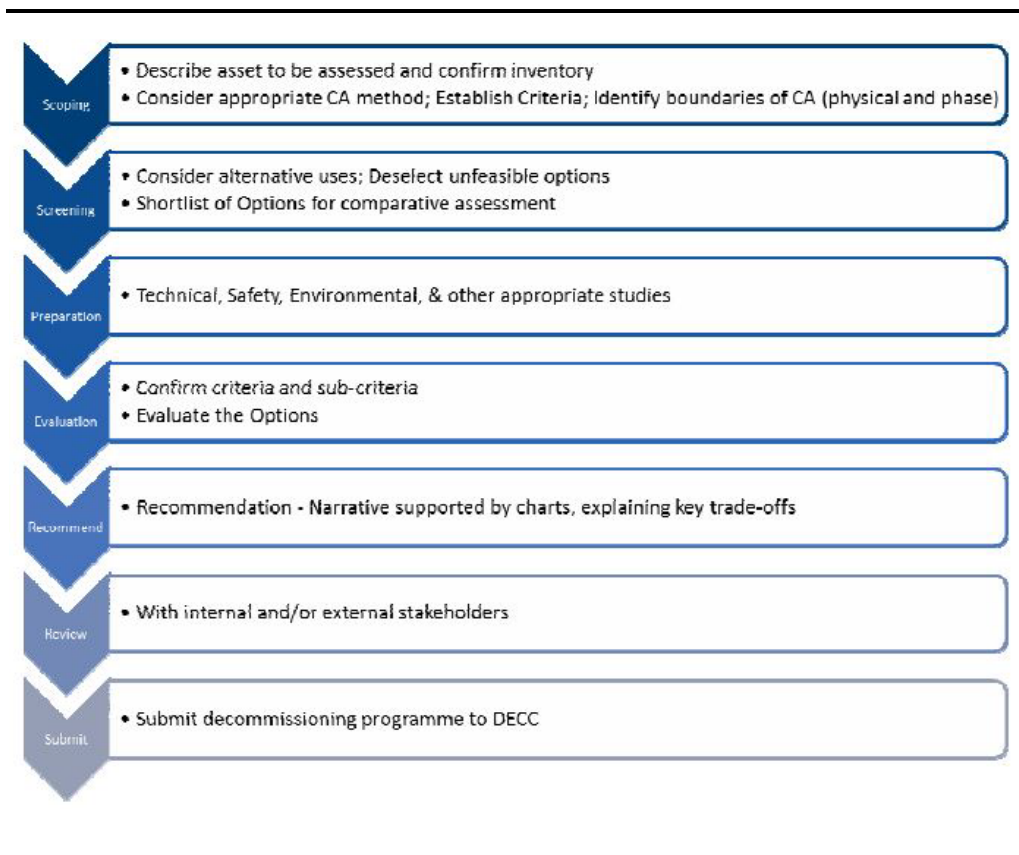 Scoping
• Describe asset to be assessed and confirm inventory
• Consider appropriate CA method; Establish Criteria; Identify boundaries of CA (physical and phase)
Screening
• Consider alternative uses; Deselect unfeasible options
• Shortlist of Options for comparative assessment
Preparation
• Technical, Safety, Environmental, & other appropriate studies
Evaluation
• Confirm criteria and sub-criteria
• Evaluate the Options
Recommend
• Recommendation - Narrative supported by charts, explaining key trade-offs
Review
• With internal and/or external stakeholders
Submit
• Submit decommissioning programme to DECC